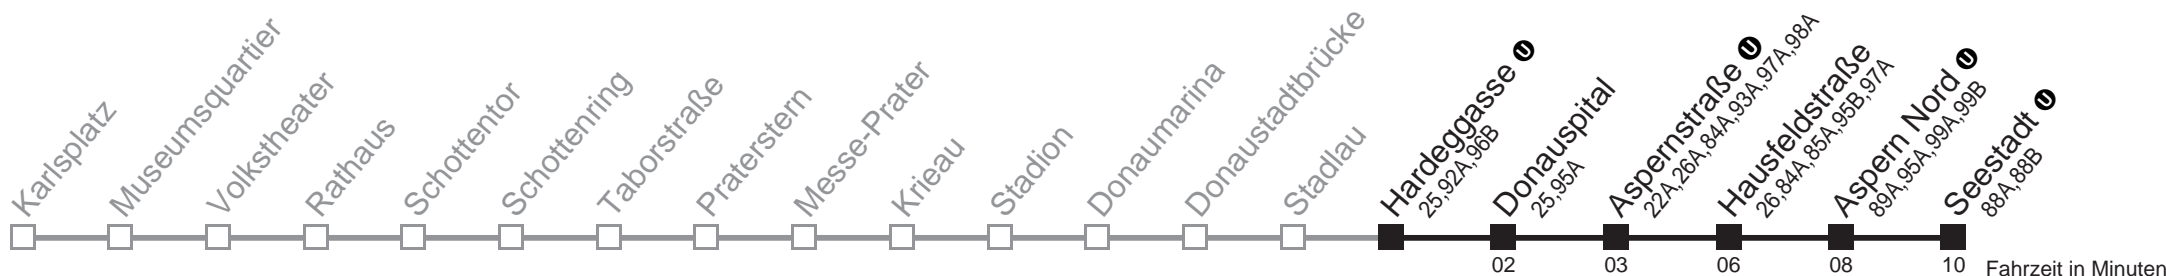 Karlsplatz
Museumsquartier
Volkstheater
Rathaus
Schottentor
Schottenring
Taborstraße
Praterstern
Messe-Prater
Krieau
Stadion
Donaumarina
Donaustadtbrücke
Stadlau
Hardeggasse U
25,92A,96B
Donauspital
25,95A
Aspernstraße U
22A,26A,84A,93A,97A,98A
Hausfeldstraße
26,84A,85A,95B,97A
Aspern Nord U
89A,95A,99A,99B
Seestadt U
88A,88B
02 03 06 08 10 Fahrzeit in Minuten